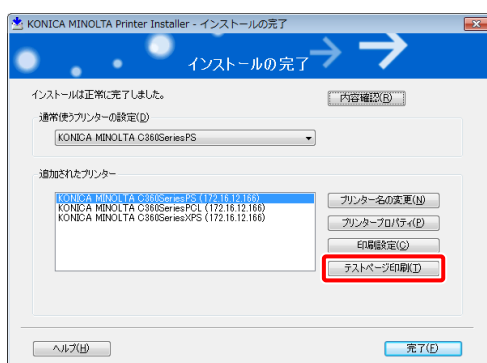 KONICA MINOLTA Printer Installer - インストールの完了
インストールの完了
インストールは正常に完了しました。
内容確認(R)
通常使うプリンターの設定(D)
KONICA MINOLTA C360SeriesPS
追加されたプリンター
KONICA MINOLTA C360SeriesPS (172.16.12.166)
KONICA MINOLTA C360SeriesPCL (172.16.12.166)
KONICA MINOLTA C360SeriesXPS (172.16.12.166)
プリンター名の変更(N)
プリンタープロパティ(P)
印刷設定(C)
テストページ印刷(T)
ヘルプ(H)
完了(E)